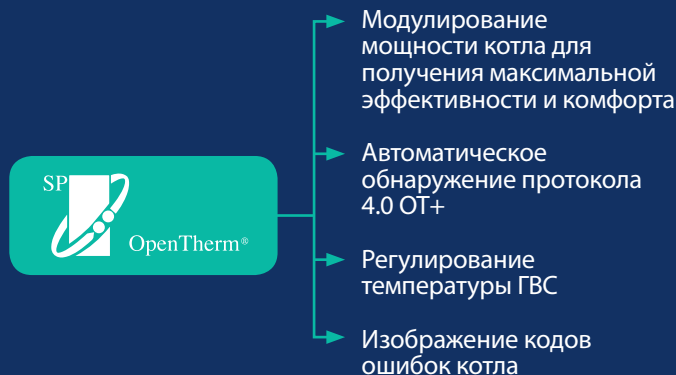 Модулирование
мощности котла для
получения максимальной
эффективности и комфорта
Автоматическое
обнаружение протокола
4.0 OT+
SP
OpenTherm®
Регулирование
температуры ГВС
Изображение кодов
ошибок котла